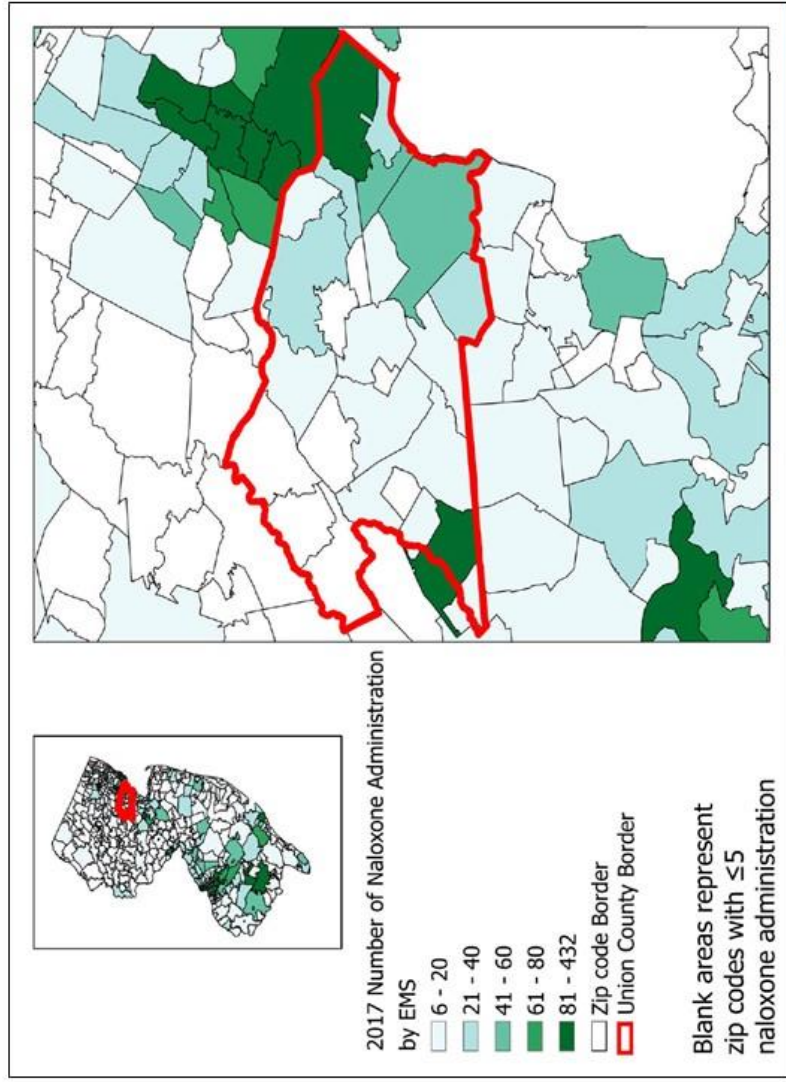 2017 Number of Naloxone Administration
by EMS
6 - 20
21 - 40
41 - 60
61 - 80
81 - 432
Zip code Border
Union County Border
Blank areas represent
zip codes with ≤5
naloxone administration